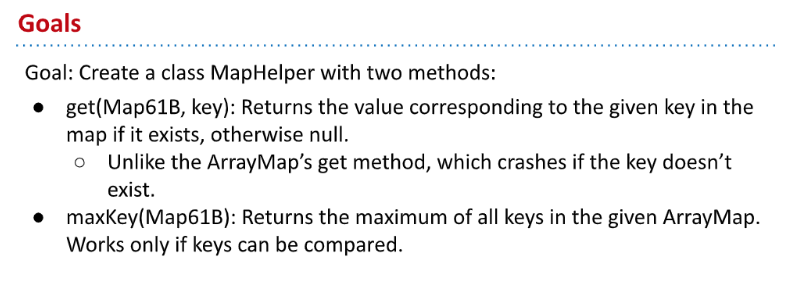 Goals
Goal: Create a class MapHelper with two methods:
● get(Map61B, key): Returns the value corresponding to the given key in the
map if it exists, otherwise null.
○ Unlike the ArrayMap’s get method, which crashes if the key doesn’t
exist.
● maxKey(Map61B): Returns the maximum of all keys in the given ArrayMap.
Works only if keys can be compared.